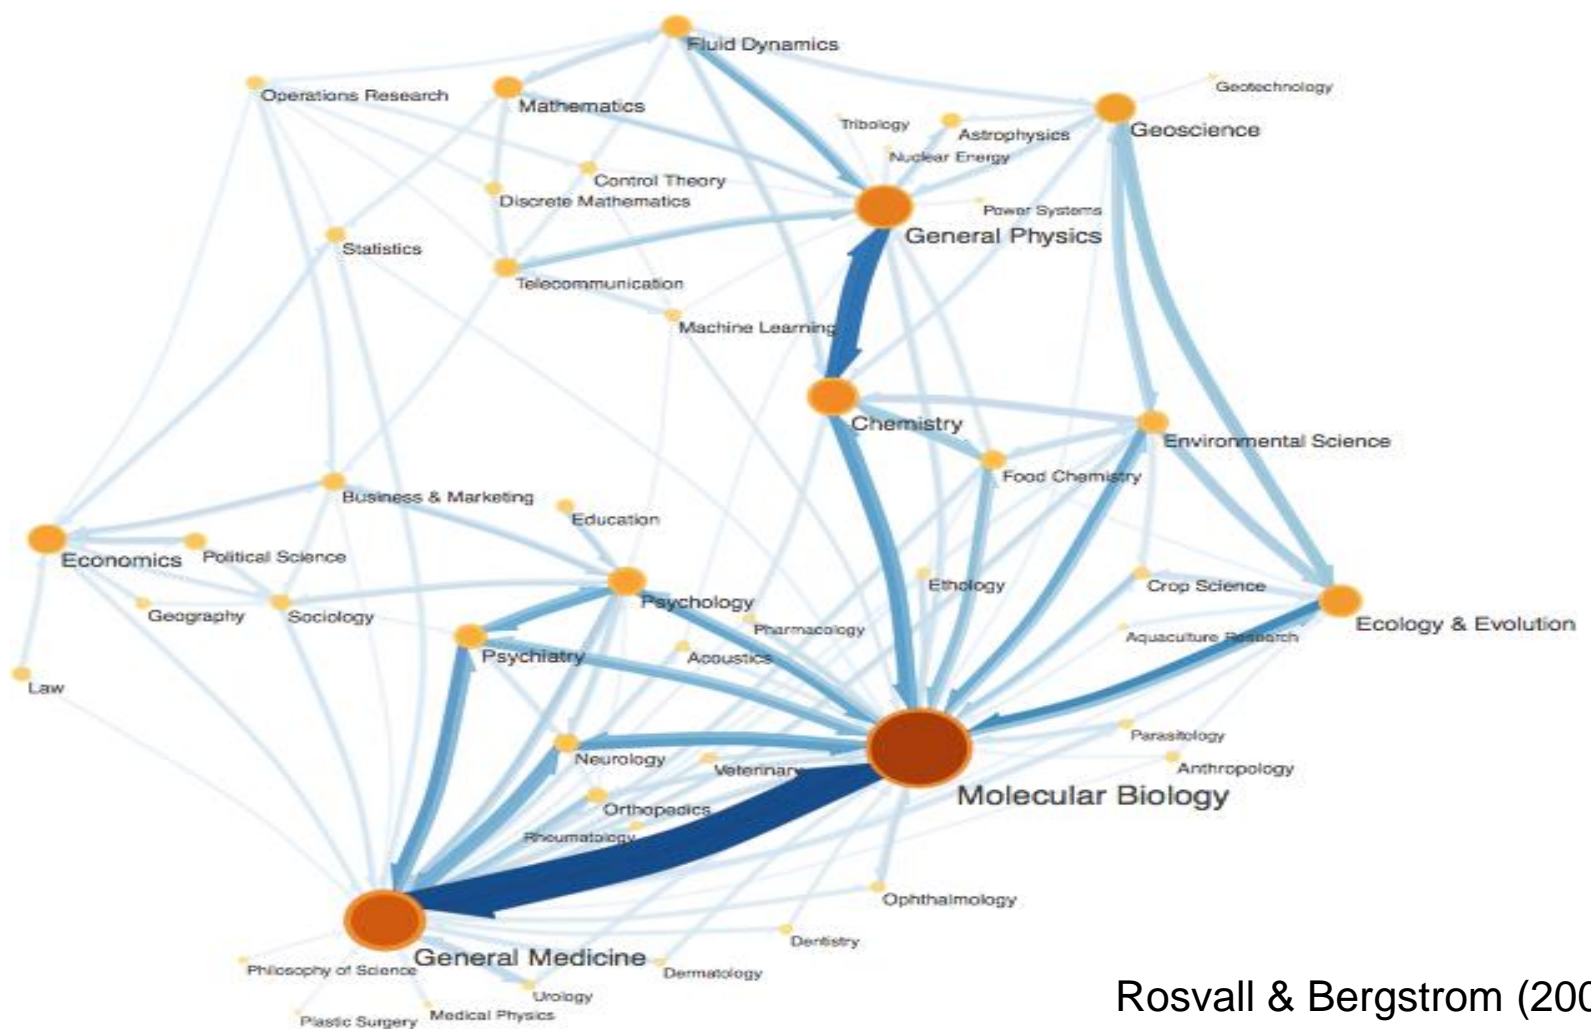 Fluid Dynamics
Operations Research
Mathematics
Geotechnology
Tribology
Astrophysics
Geoscience
Nuclear Energy
Control Theory
Discrete Mathematics
Power Systems
General Physics
Statistics
Telecommunication
Machine Learning
Chemistry
Environmental Science
Food Chemistry
Business & Marketing
Education
Economics
Political Science
Ethology
Crop Science
Psychology
Geography
Sociology
Pharmacology
Ecology & Evolution
Aquaculture Research
Psychiatry
Acoustics
Law
Parasitology
Neurology
Veterinary
Anthropology
Molecular Biology
Orthopedics
Rheumatology
Ophthalmology
Dentistry
General Medicine
Philosophy of Science
Dermatology
Urology
Medical Physics
Plastic Surgery
Rosvall & Bergstrom (200